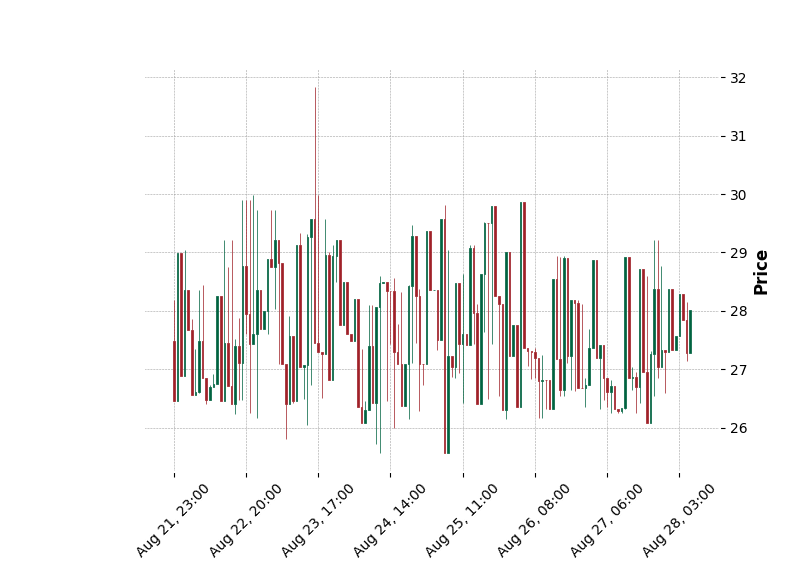 32
31
30
29
28
27
26
Price
Aug 21, 23:00
Aug 22, 20:00
Aug 23, 17:00
Aug 24, 14:00
Aug 25, 11:00
Aug 26, 08:00
Aug 27, 06:00
Aug 28, 03:00